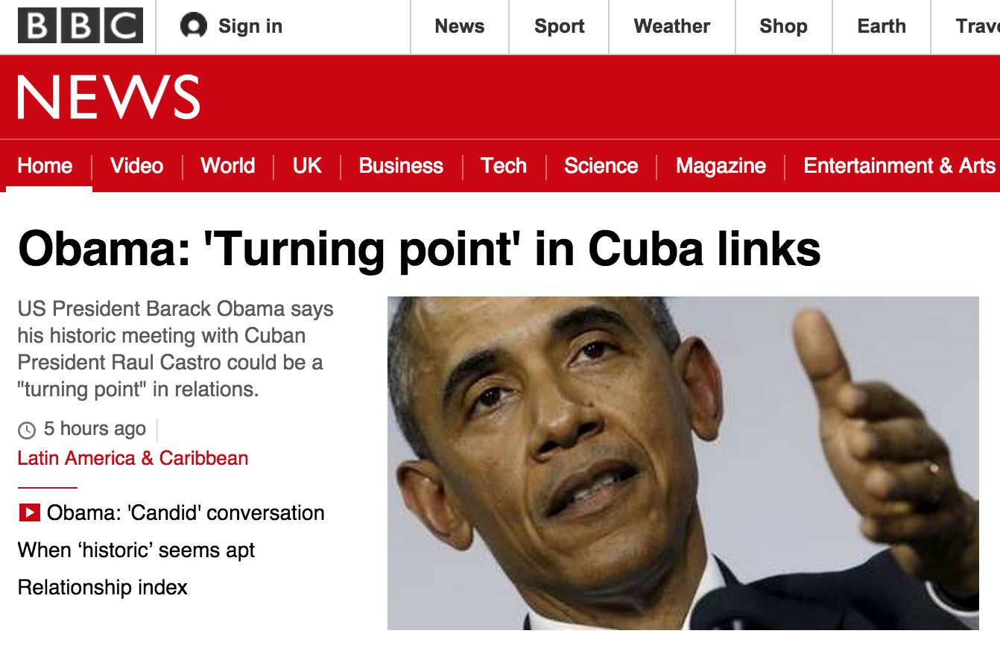 BBC
Sign in
News
Sport
Weather
Shop
Earth
NEWS
Home
Video
World
UK
Business
Tech
Science
Magazine
Entertainment & Arts
Obama: 'Turning point' in Cuba links
US President Barack Obama says
his historic meeting with Cuban
President Raul Castro could be a
"turning point" in relations.
5 hours ago
Latin America & Caribbean
Obama: 'Candid' conversation
When ‘historic’ seems apt
Relationship index